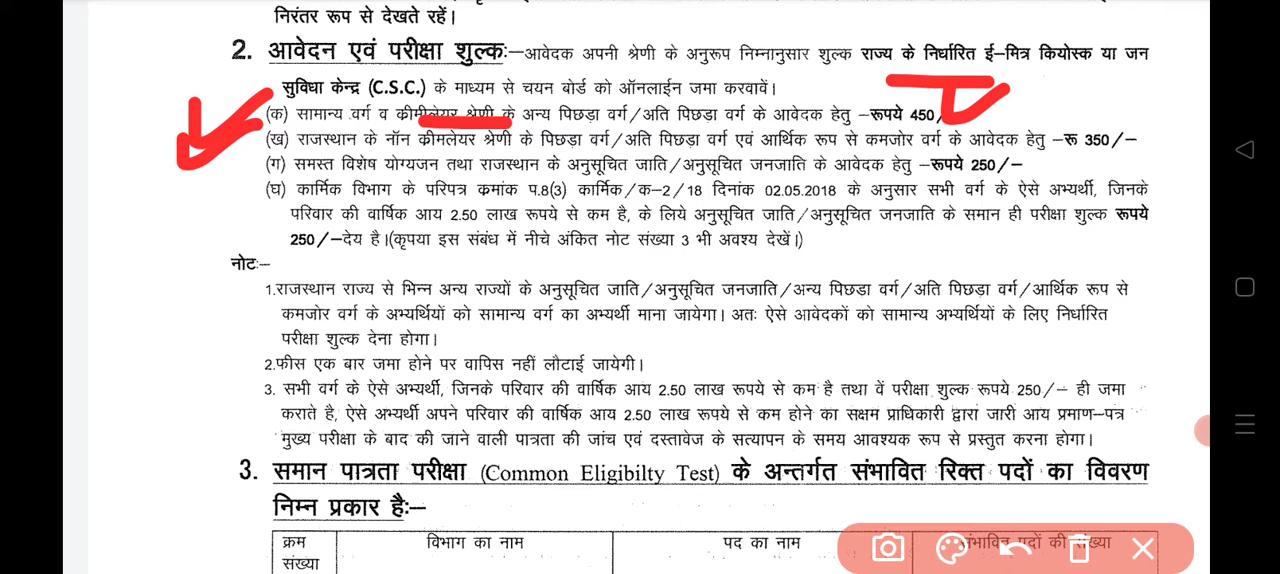 निरंतर रूप से देखते रहें।
2. आवेदन एवं परीक्षा शुल्क:–आवेदक अपनी श्रेणी के अनुरूप निम्नानुसार शुल्क राज्य के निर्धारित ई–मित्र कियोस्क या जन
सुविधा केन्द्र (C.S.C.) के माध्यम से चयन बोर्ड को ऑनलाईन जमा करवावें।
(क) सामान्य वर्ग व क्रीमीलेयर श्रेणी के अन्य पिछड़ा वर्ग/अति पिछड़ा वर्ग के आवेदक हेतु –रूपये 450/
(ख) राजस्थान के नॉन क्रीमलेयर श्रेणी के पिछड़ा वर्ग/अति पिछड़ा वर्ग एवं आर्थिक रूप से कमजोर वर्ग के आवेदक हेतु –रू 350/–
(ग) समस्त विशेष योग्यजन तथा राजस्थान के अनुसूचित जाति/अनुसूचित जनजाति के आवेदक हेतु –रूपये 250/–
(घ) कार्मिक विभाग के परिपत्र क्रमांक प.8(3) कार्मिक/क–2/18 दिनांक 02.05.2018 के अनुसार सभी वर्ग के ऐसे अभ्यर्थी, जिनके
परिवार की वार्षिक आय 2.50 लाख रूपये से कम है, के लिये अनुसूचित जाति/अनुसूचित जनजाति के समान ही परीक्षा शुल्क रूपये
250/–देय है।(कृपया इस संबंध में नीचे अंकित नोट संख्या 3 भी अवश्य देखें।)
नोटः–
1.राजस्थान राज्य से भिन्न अन्य राज्यों के अनुसूचित जाति/अनुसूचित जनजाति/अन्य पिछड़ा वर्ग/अति पिछड़ा वर्ग/आर्थिक रूप से
कमजोर वर्ग के अभ्यर्थियों को सामान्य वर्ग का अभ्यर्थी माना जायेगा। अतः ऐसे आवेदकों को सामान्य अभ्यर्थियों के लिए निर्धारित
परीक्षा शुल्क देना होगा।
2.फीस एक बार जमा होने पर वापिस नहीं लौटाई जायेगी।
3. सभी वर्ग के ऐसे अभ्यर्थी, जिनके परिवार की वार्षिक आय 2.50 लाख रूपये से कम है तथा वें परीक्षा शुल्क रूपये 250/– ही जमा
कराते है, ऐसे अभ्यर्थी अपने परिवार की वार्षिक आय 2.50 लाख रूपये से कम होने का सक्षम प्राधिकारी द्वारा जारी आय प्रमाण–पत्र
मुख्य परीक्षा के बाद की जाने वाली पात्रता की जांच एवं दस्तावेज के सत्यापन के समय आवश्यक रूप से प्रस्तुत करना होगा।
3. समान पात्रता परीक्षा (Common Eligibilty Test) के अन्तर्गत संभावित रिक्त पदों का विवरण
निम्न प्रकार है:–
क्रम संख्या विभाग का नाम पद का नाम संभावित पदों की संख्या